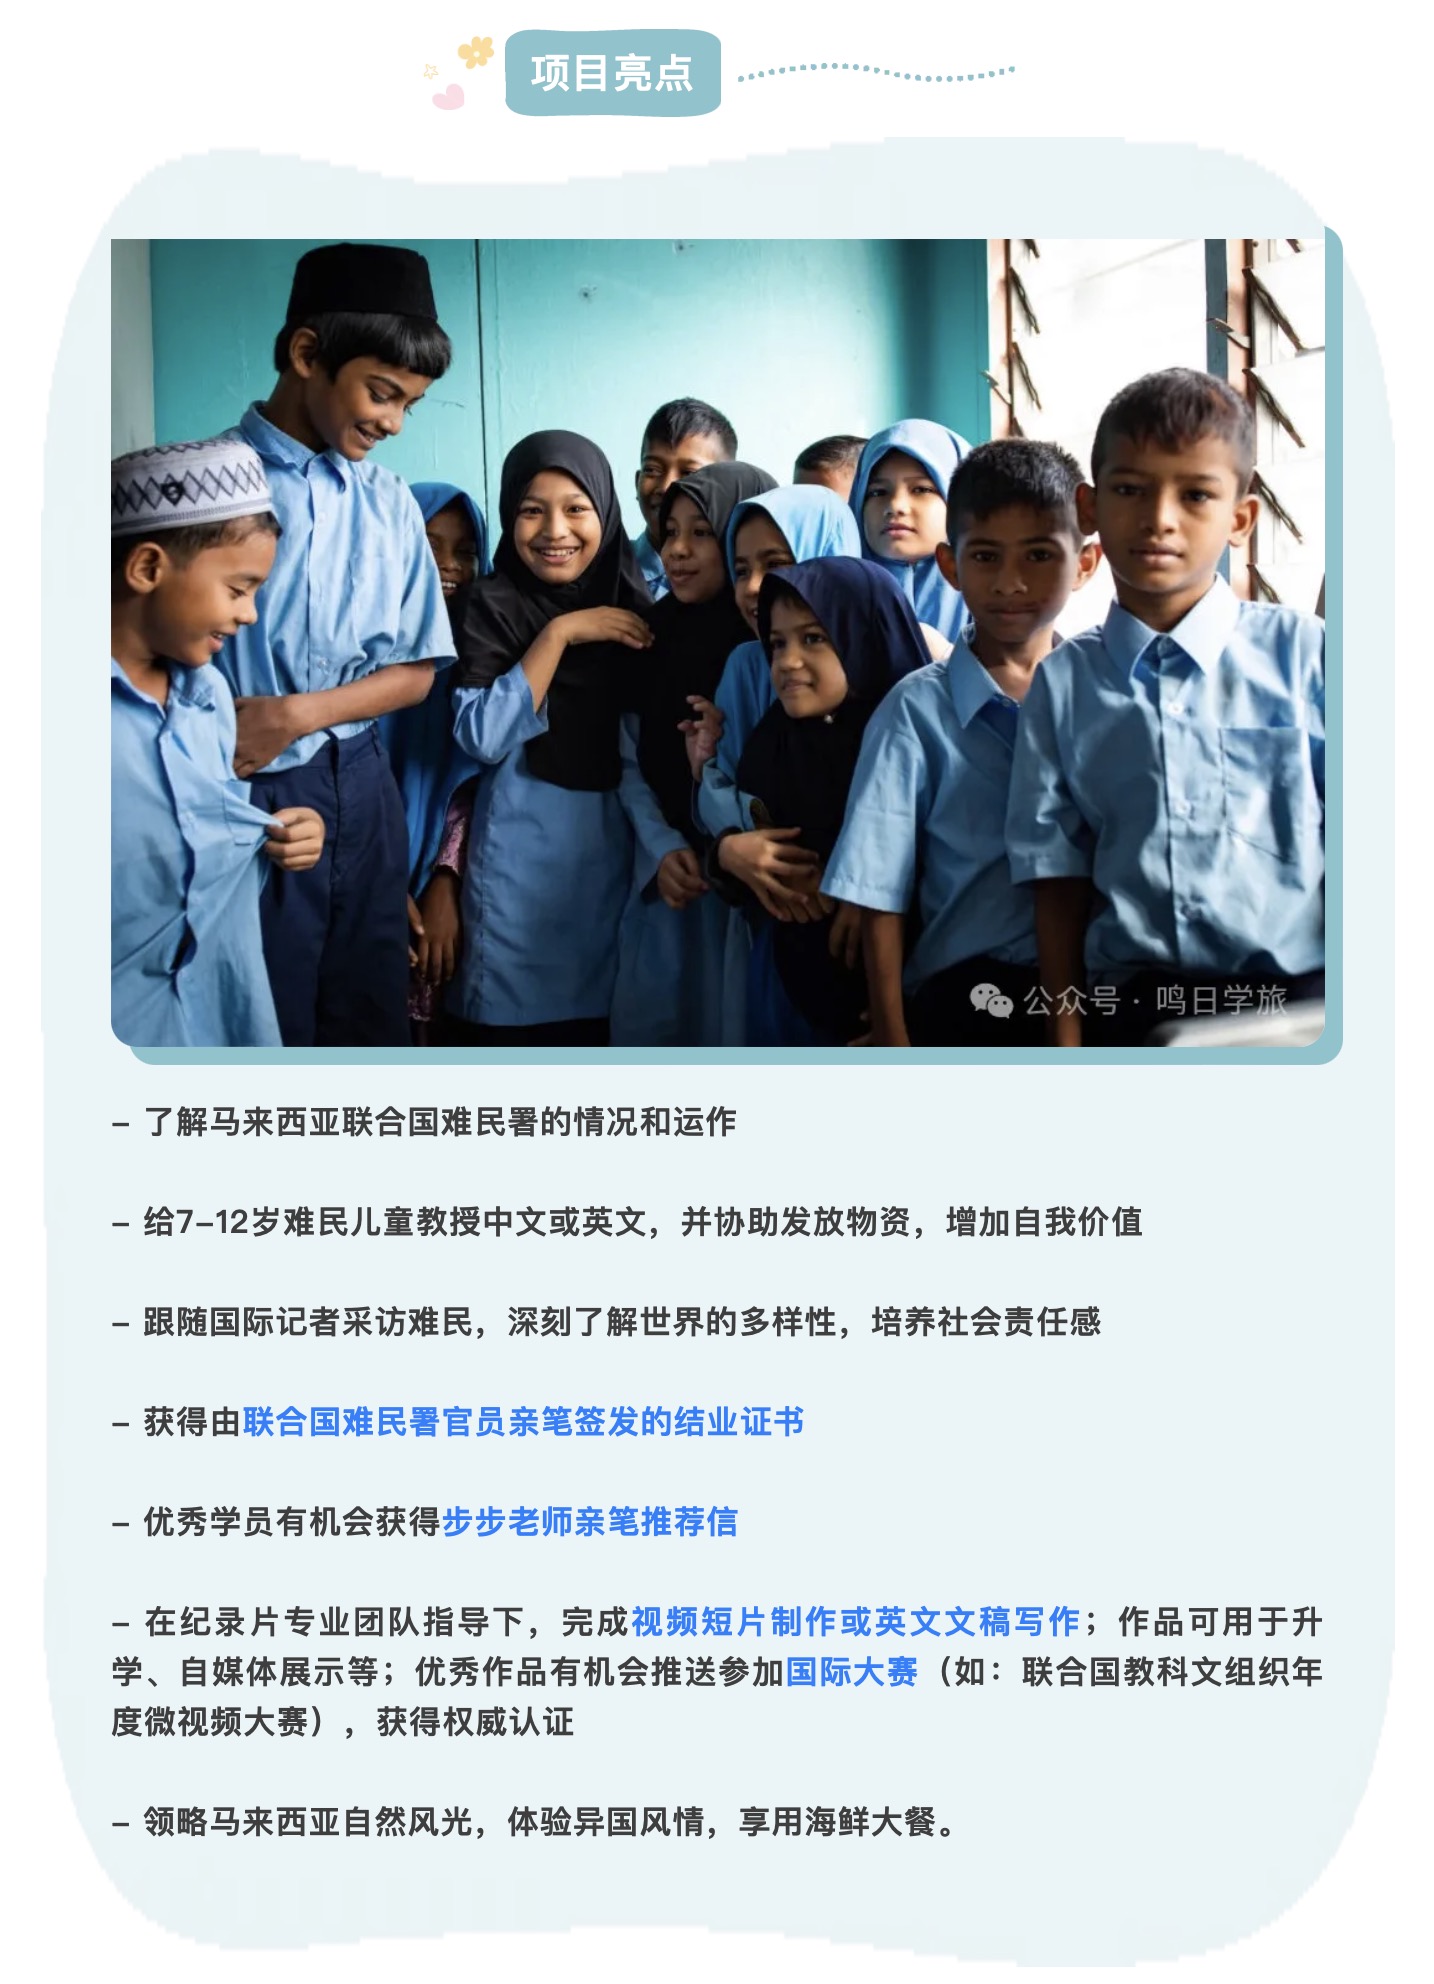 项目亮点
公众号 · 鸣日学旅
– 了解马来西亚联合国难民署的情况和运作
– 给7–12岁难民儿童教授中文或英文，并协助发放物资，增加自我价值
– 跟随国际记者采访难民，深刻了解世界的多样性，培养社会责任感
– 获得由联合国难民署官员亲笔签发的结业证书
– 优秀学员有机会获得步步老师亲笔推荐信
– 在纪录片专业团队指导下，完成视频短片制作或英文文稿写作；作品可用于升
学、自媒体展示等；优秀作品有机会推送参加国际大赛（如：联合国教科文组织年
度微视频大赛），获得权威认证
– 领略马来西亚自然风光，体验异国风情，享用海鲜大餐。